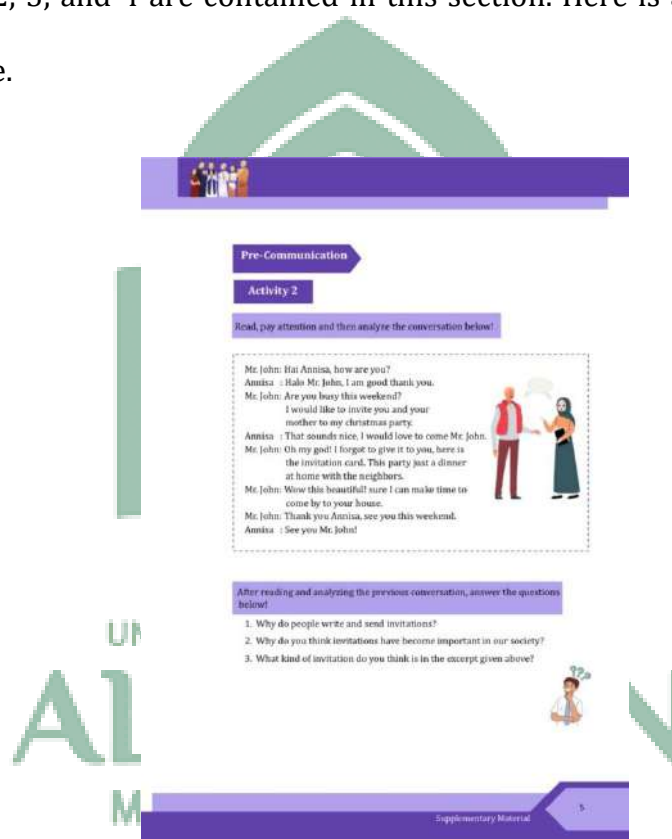 2, 3, and 4 are contained in this section. Here is
e.
Pre-Communication
Activity 2
Read, pay attention and then analyze the conversation below!
Mr. John: Hai Annisa, how are you?
Annisa : Halo Mr. John, I am good thank you.
Mr. John: Are you busy this weekend?
I would like to invite you and your
mother to my christmas party.
Annisa : That sounds nice, I would love to come Mr. John.
Mr. John: Oh my god! I forgot to give it to you, here is
the invitation card. This party just a dinner
at home with the neighbors.
Mr. John: Wow this beautiful! sure I can make time to
come by to your house.
Mr. John: Thank you Annisa, see you this weekend.
Annisa : See you Mr. John!
After reading and analyzing the previous conversation, answer the questions
below!
1. Why do people write and send invitations?
2. Why do you think invitations have become important in our society?
3. What kind of invitation do you think is in the excerpt given above?
???
Supplementary Material
5